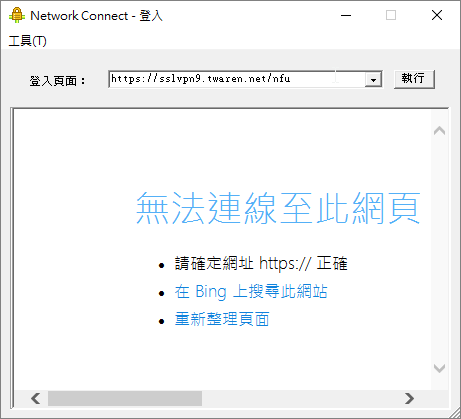 Network Connect - 登入
工具(T)
登入頁面： https://sslvpn9.twaren.net/nfu 執行
無法連線至此網頁
請確定網址 https:// 正確
在 Bing 上搜尋此網站
重新整理頁面